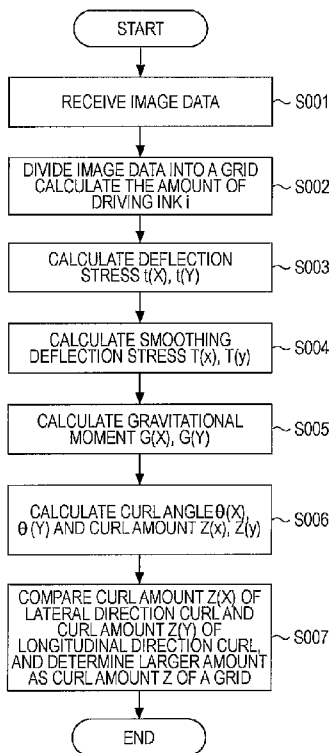 START
RECEIVE IMAGE DATA
S001
DIVIDE IMAGE DATA INTO A GRID
CALCULATE THE AMOUNT OF
DRIVING INK i
S002
CALCULATE DEFLECTION
STRESS t(X), t(Y)
S003
CALCULATE SMOOTHING
DEFLECTION STRESS T(x), T(y)
S004
CALCULATE GRAVITATIONAL
MOMENT G(X), G(Y)
S005
CALCULATE CURL ANGLE θ(X),
θ(Y) AND CURL AMOUNT Z(x), Z(y)
S006
COMPARE CURL AMOUNT Z(X) OF
LATERAL DIRECTION CURL AND
CURL AMOUNT Z(Y) OF
LONGITUDINAL DIRECTION CURL,
AND DETERMINE LARGER AMOUNT
AS CURL AMOUNT Z OF A GRID
S007
END